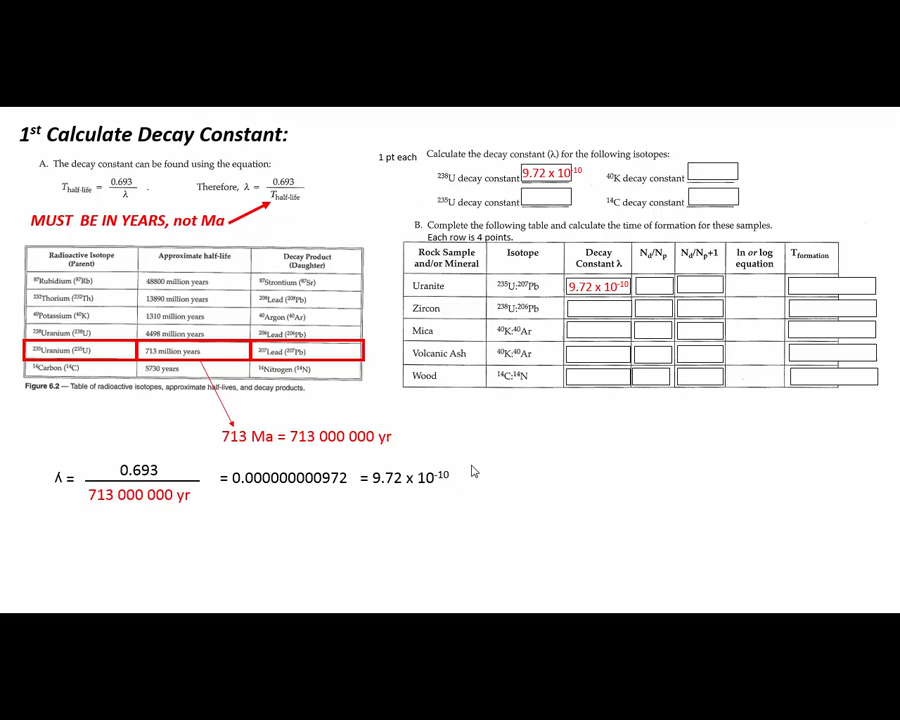 1st Calculate Decay Constant:
A. The decay constant can be found using the equation:
T half-life = 0.693 / λ . Therefore, λ = 0.693 / T half-life
MUST BE IN YEARS, not Ma
Radioactive Isotope (Parent) Approximate half-life Decay Product (Daughter)
87Rubidium (87Rb) 48800 million years 87Strontium (87Sr)
232Thorium (232Th) 13890 million years 208Lead (208Pb)
40Potassium (40K) 1310 million years 40Argon (40Ar)
238Uranium (238U) 4498 million years 206Lead (206Pb)
235Uranium (235U) 713 million years 207Lead (207Pb)
14Carbon (14C) 5730 years 14Nitrogen (14N)
Figure 6.2 — Table of radioactive isotopes, approximate half-lives, and decay products.
713 Ma = 713 000 000 yr
λ = 0.693 / 713 000 000 yr = 0.000000000972 = 9.72 x 10-10
1 pt each Calculate the decay constant (λ) for the following isotopes:
238U decay constant 9.72 x 10-10 40K decay constant
235U decay constant 14C decay constant
B. Complete the following table and calculate the time of formation for these samples.
Each row is 4 points.
Rock Sample and/or Mineral Isotope Decay Constant λ Nd/Np Nd/Np+1 ln or log equation Tformation
Uranite 235U:207Pb 9.72 x 10-10
Zircon 238U:206Pb
Mica 40K:40Ar
Volcanic Ash 40K:40Ar
Wood 14C:14N